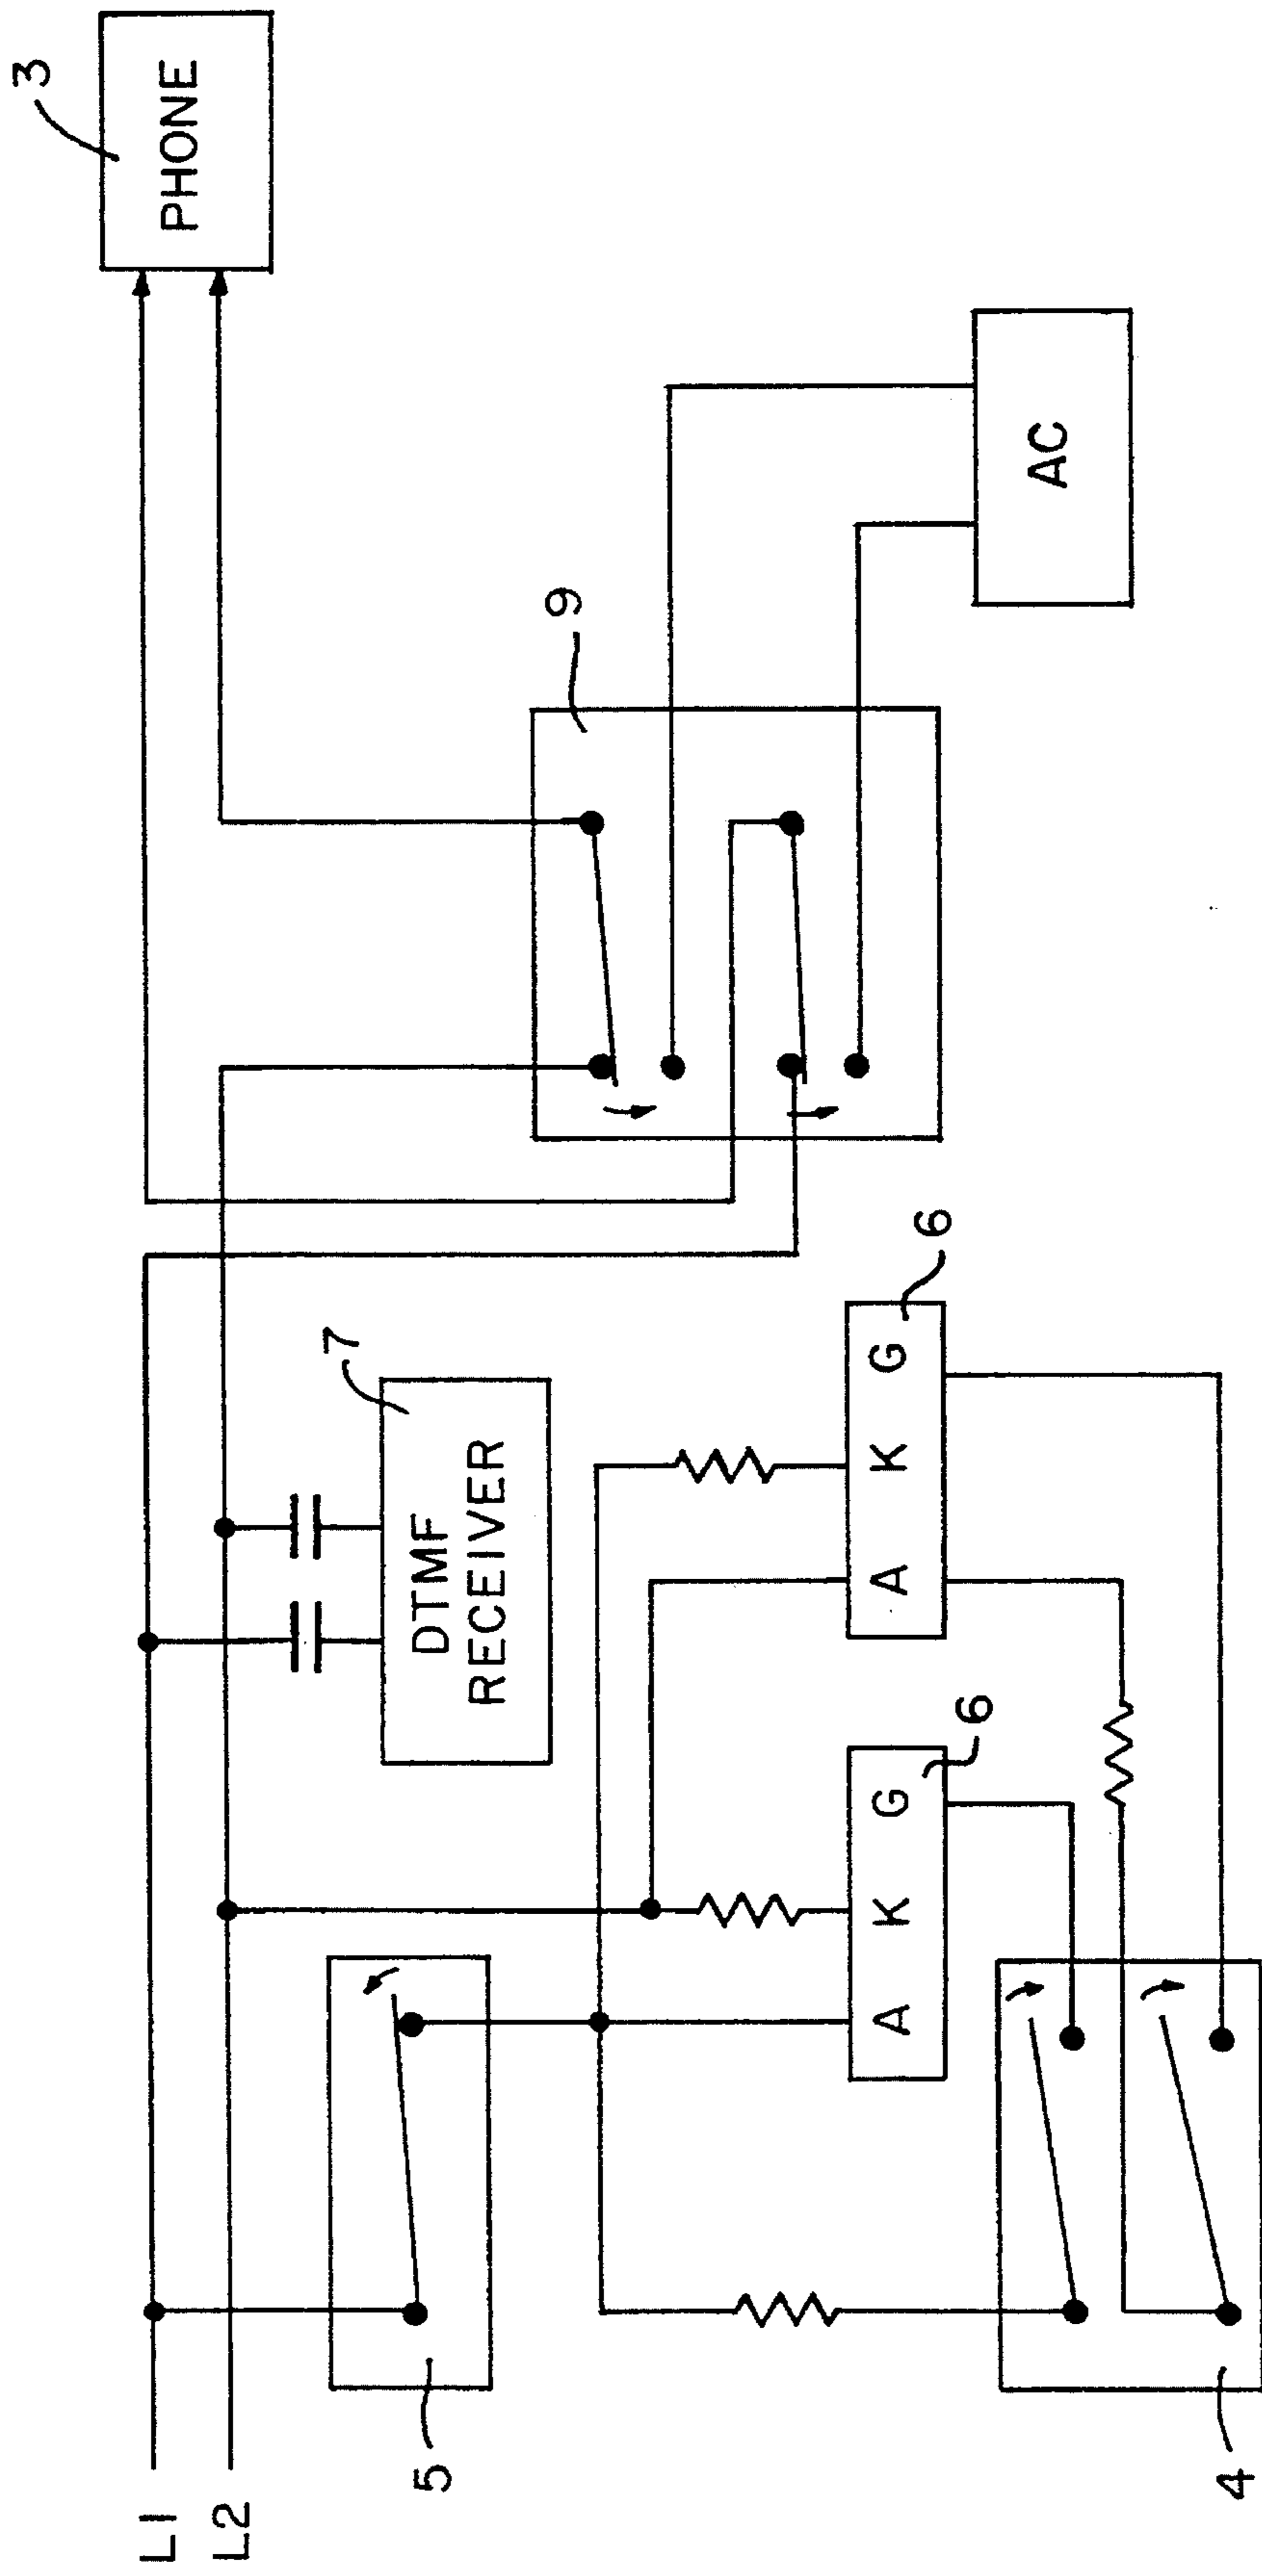 3
PHONE
L1
L2
7
DTMF
RECEIVER
9
5
AC
6
A K G
6
A K G
4